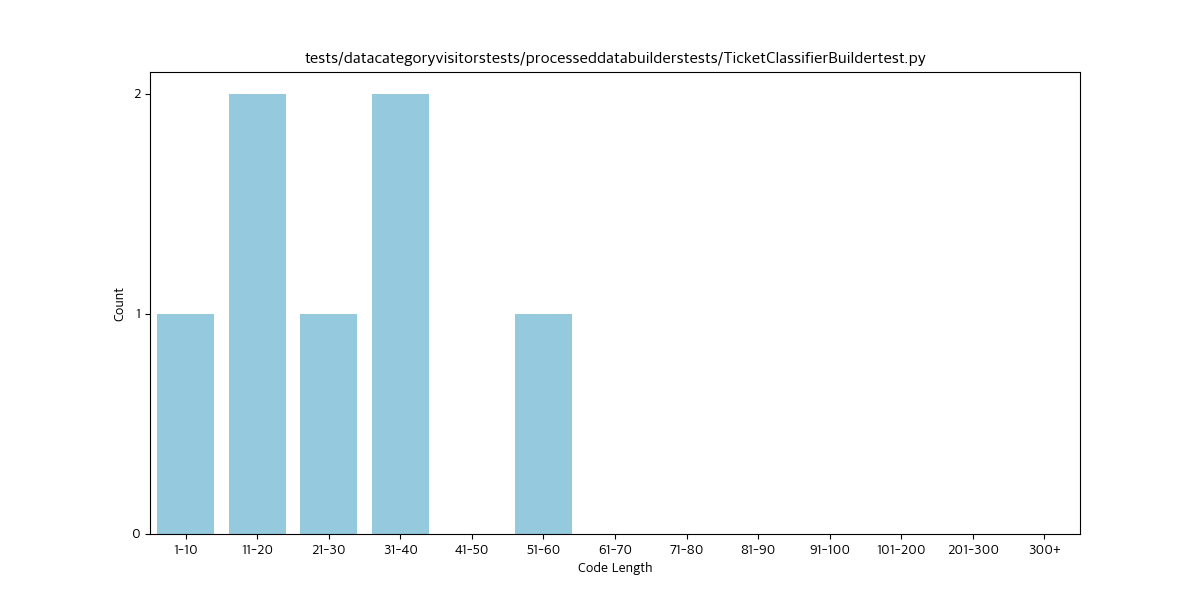 tests/datacategoryvisitorstests/processeddatabuilderstests/TicketClassifierBuildertest.py
2
1
0
Count
1-10 11-20 21-30 31-40 41-50 51-60 61-70 71-80 81-90 91-100 101-200 201-300 300+
Code Length